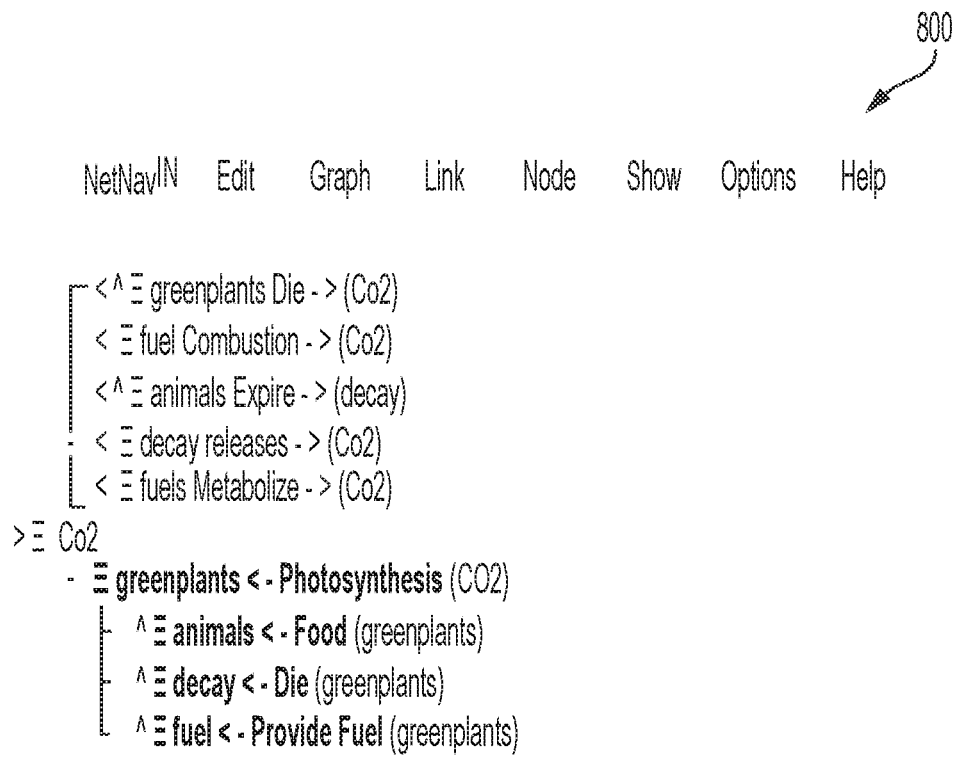 800
NetNavIN Edit Graph Link Node Show Options Help
< ^ Ξ greenplants Die - > (Co2)
< Ξ fuel Combustion - > (Co2)
< ^ Ξ animals Expire - > (decay)
- < Ξ decay releases - > (Co2)
< Ξ fuels Metabolize - > (Co2)
> Ξ Co2
- Ξ greenplants < - Photosynthesis (CO2)
^ Ξ animals < - Food (greenplants)
^ Ξ decay < - Die (greenplants)
^ Ξ fuel < - Provide Fuel (greenplants)